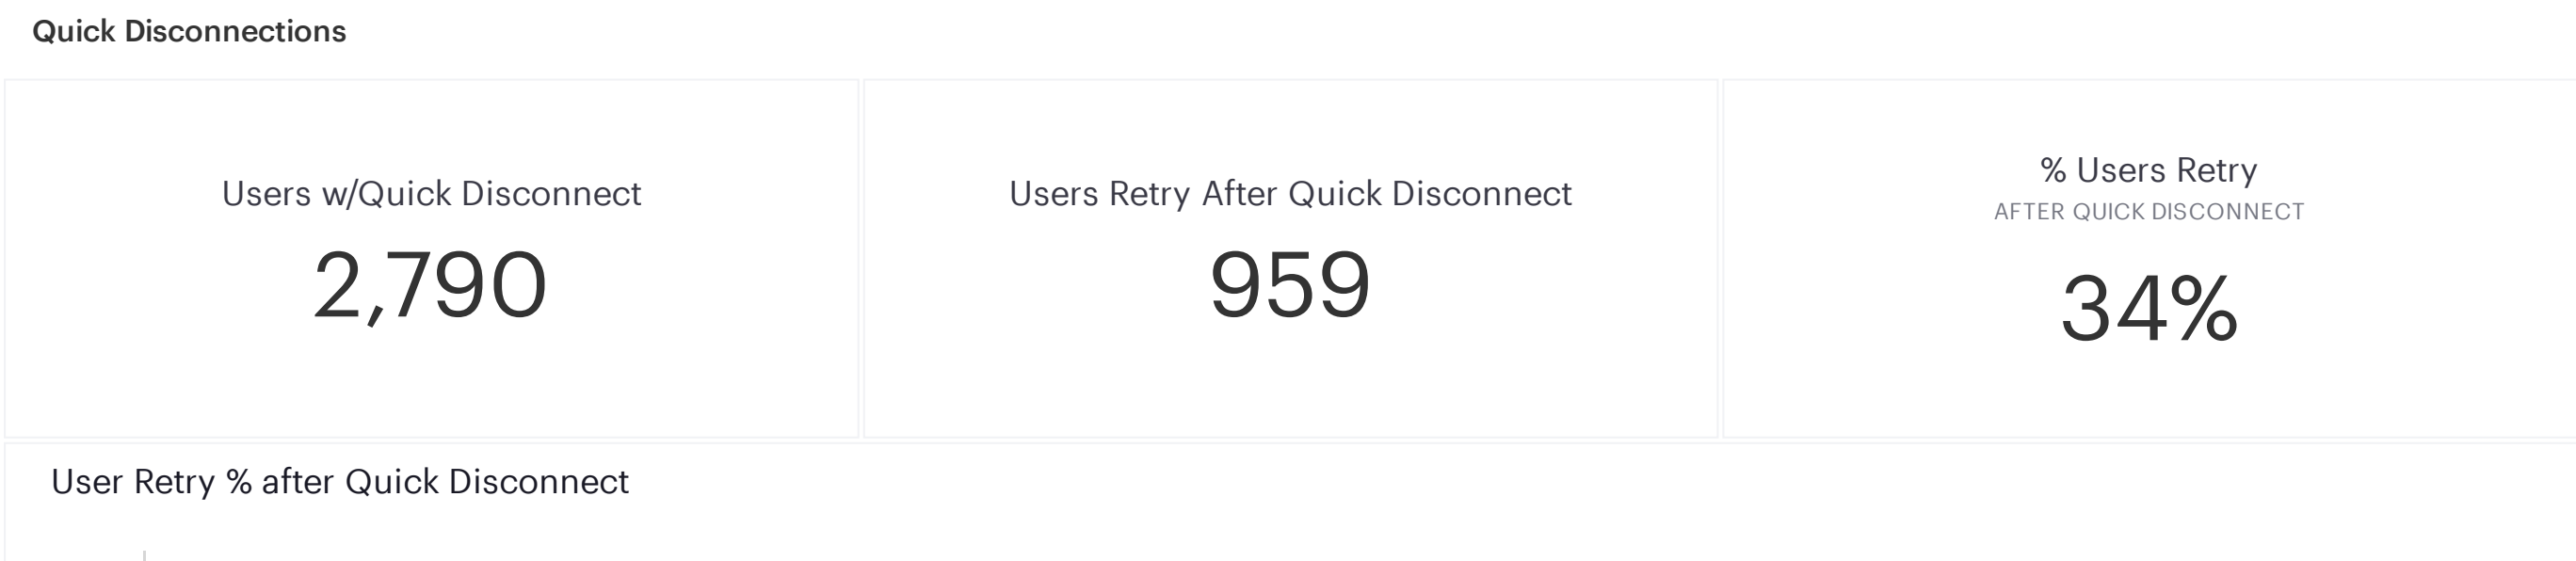 Quick Disconnections
Users w/Quick Disconnect
2,790
Users Retry After Quick Disconnect
959
% Users Retry
AFTER QUICK DISCONNECT
34%
User Retry % after Quick Disconnect